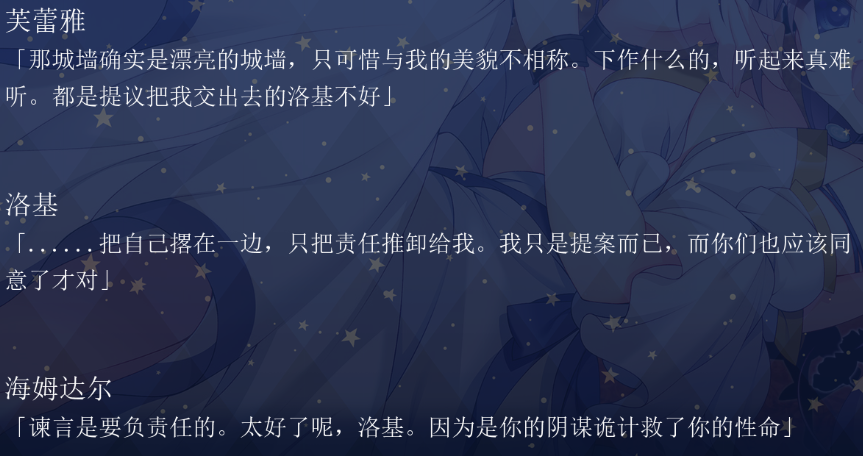 芙蕾雅
「那城墙确实是漂亮的城墙，只可惜与我的美貌不相称。下作什么的，听起来真难
听。都是提议把我交出去的洛基不好」
洛基
「......把自己撂在一边，只把责任推卸给我。我只是提案而已，而你们也应该同
意了才对」
海姆达尔
「谏言是要负责任的。太好了呢，洛基。因为是你的阴谋诡计救了你的性命」